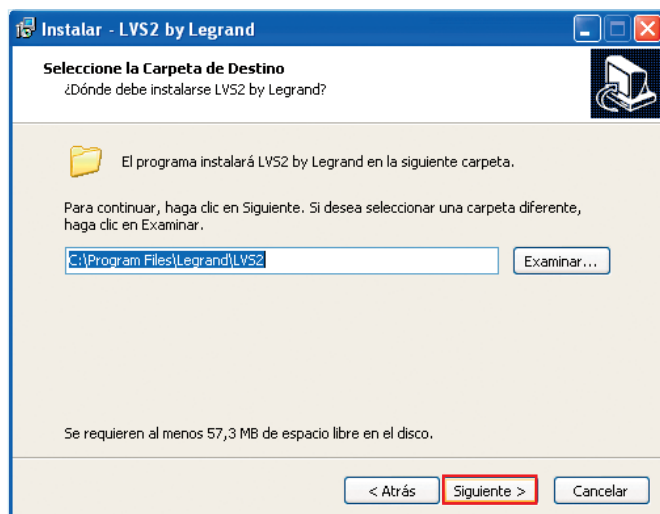 Instalar - LVS2 by Legrand
Seleccione la Carpeta de Destino
¿Dónde debe instalarse LVS2 by Legrand?
El programa instalará LVS2 by Legrand en la siguiente carpeta.
Para continuar, haga clic en Siguiente. Si desea seleccionar una carpeta diferente,
haga clic en Examinar.
C:\Program Files\Legrand\LVS2
Examinar...
Se requieren al menos 57,3 MB de espacio libre en el disco.
< Atrás
Siguiente >
Cancelar